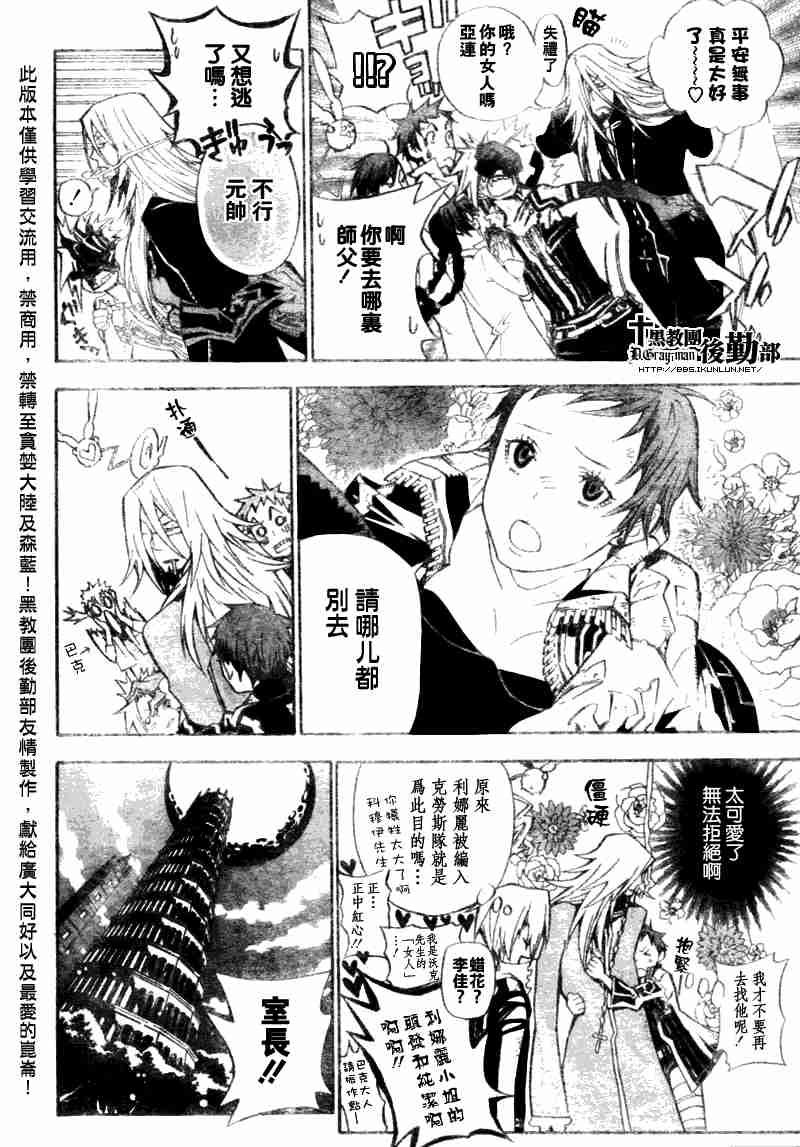 平安無事
真是太好
了～～～♡
瞄
失禮了
哦？
你的女人嗎
亞連
!!?
啊
你要去哪裏
師父！
黑教團
D.Gray-man
後勤部
HTTP://BBS.IKUNLUN.NET/
又想逃
了嗎…
ぎゅうっ
不行
元帥
！
請哪儿都
別去
扑通
巴克→
太可愛了
無法拒絕啊
僵硬
抱緊
我才不要再
去找他呢！
原來
利娜麗被編入
克勞斯隊就是
爲此目的嗎…
你犧牲太大了啊
科穆伊先生
正…
正中紅心！
「我是沃克
先生的
女人」
…！
蜡花？
李佳？
利娜麗小姐的
頭發和純潔啊
啊啊!!
巴克大人
請振作點！
室長!!
此版本僅供學習交流用，禁商用，禁轉至貪婪大陸及森藍！黑教團後勤部友情製作，獻給廣大同好以及最愛的崑崙！